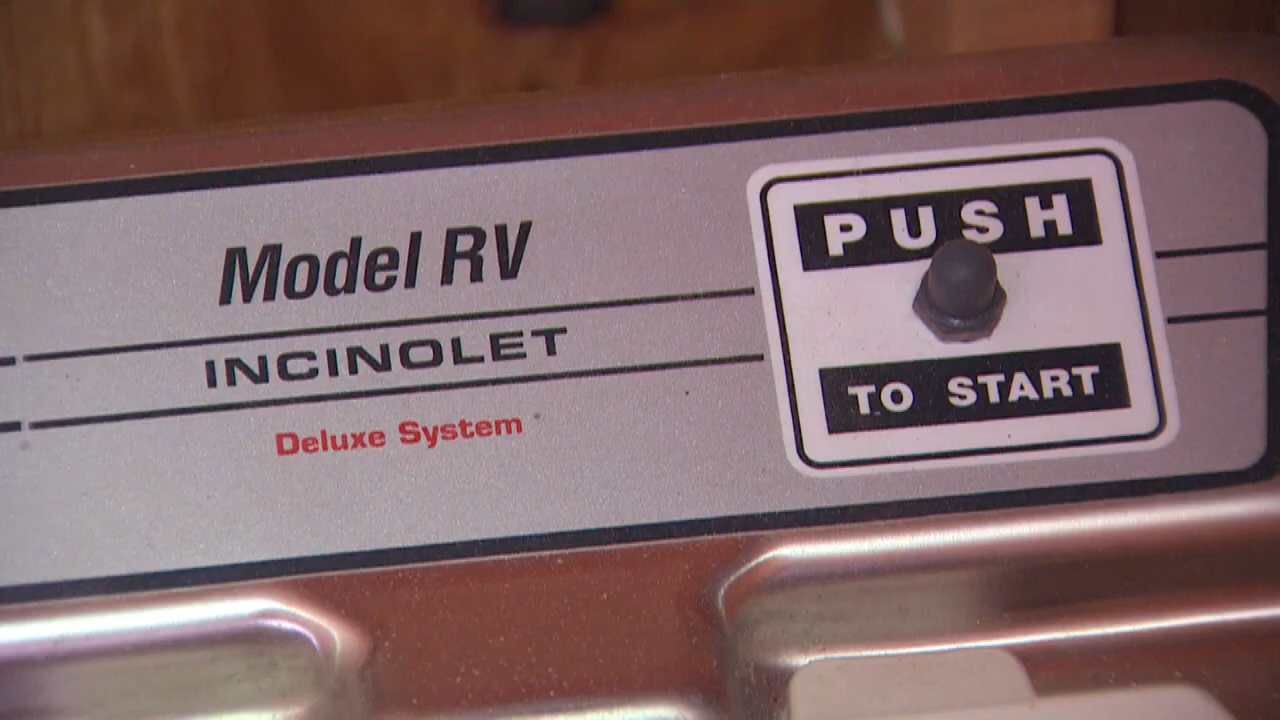 Model RV
INCINOLET
Deluxe System
PUSH
TO START